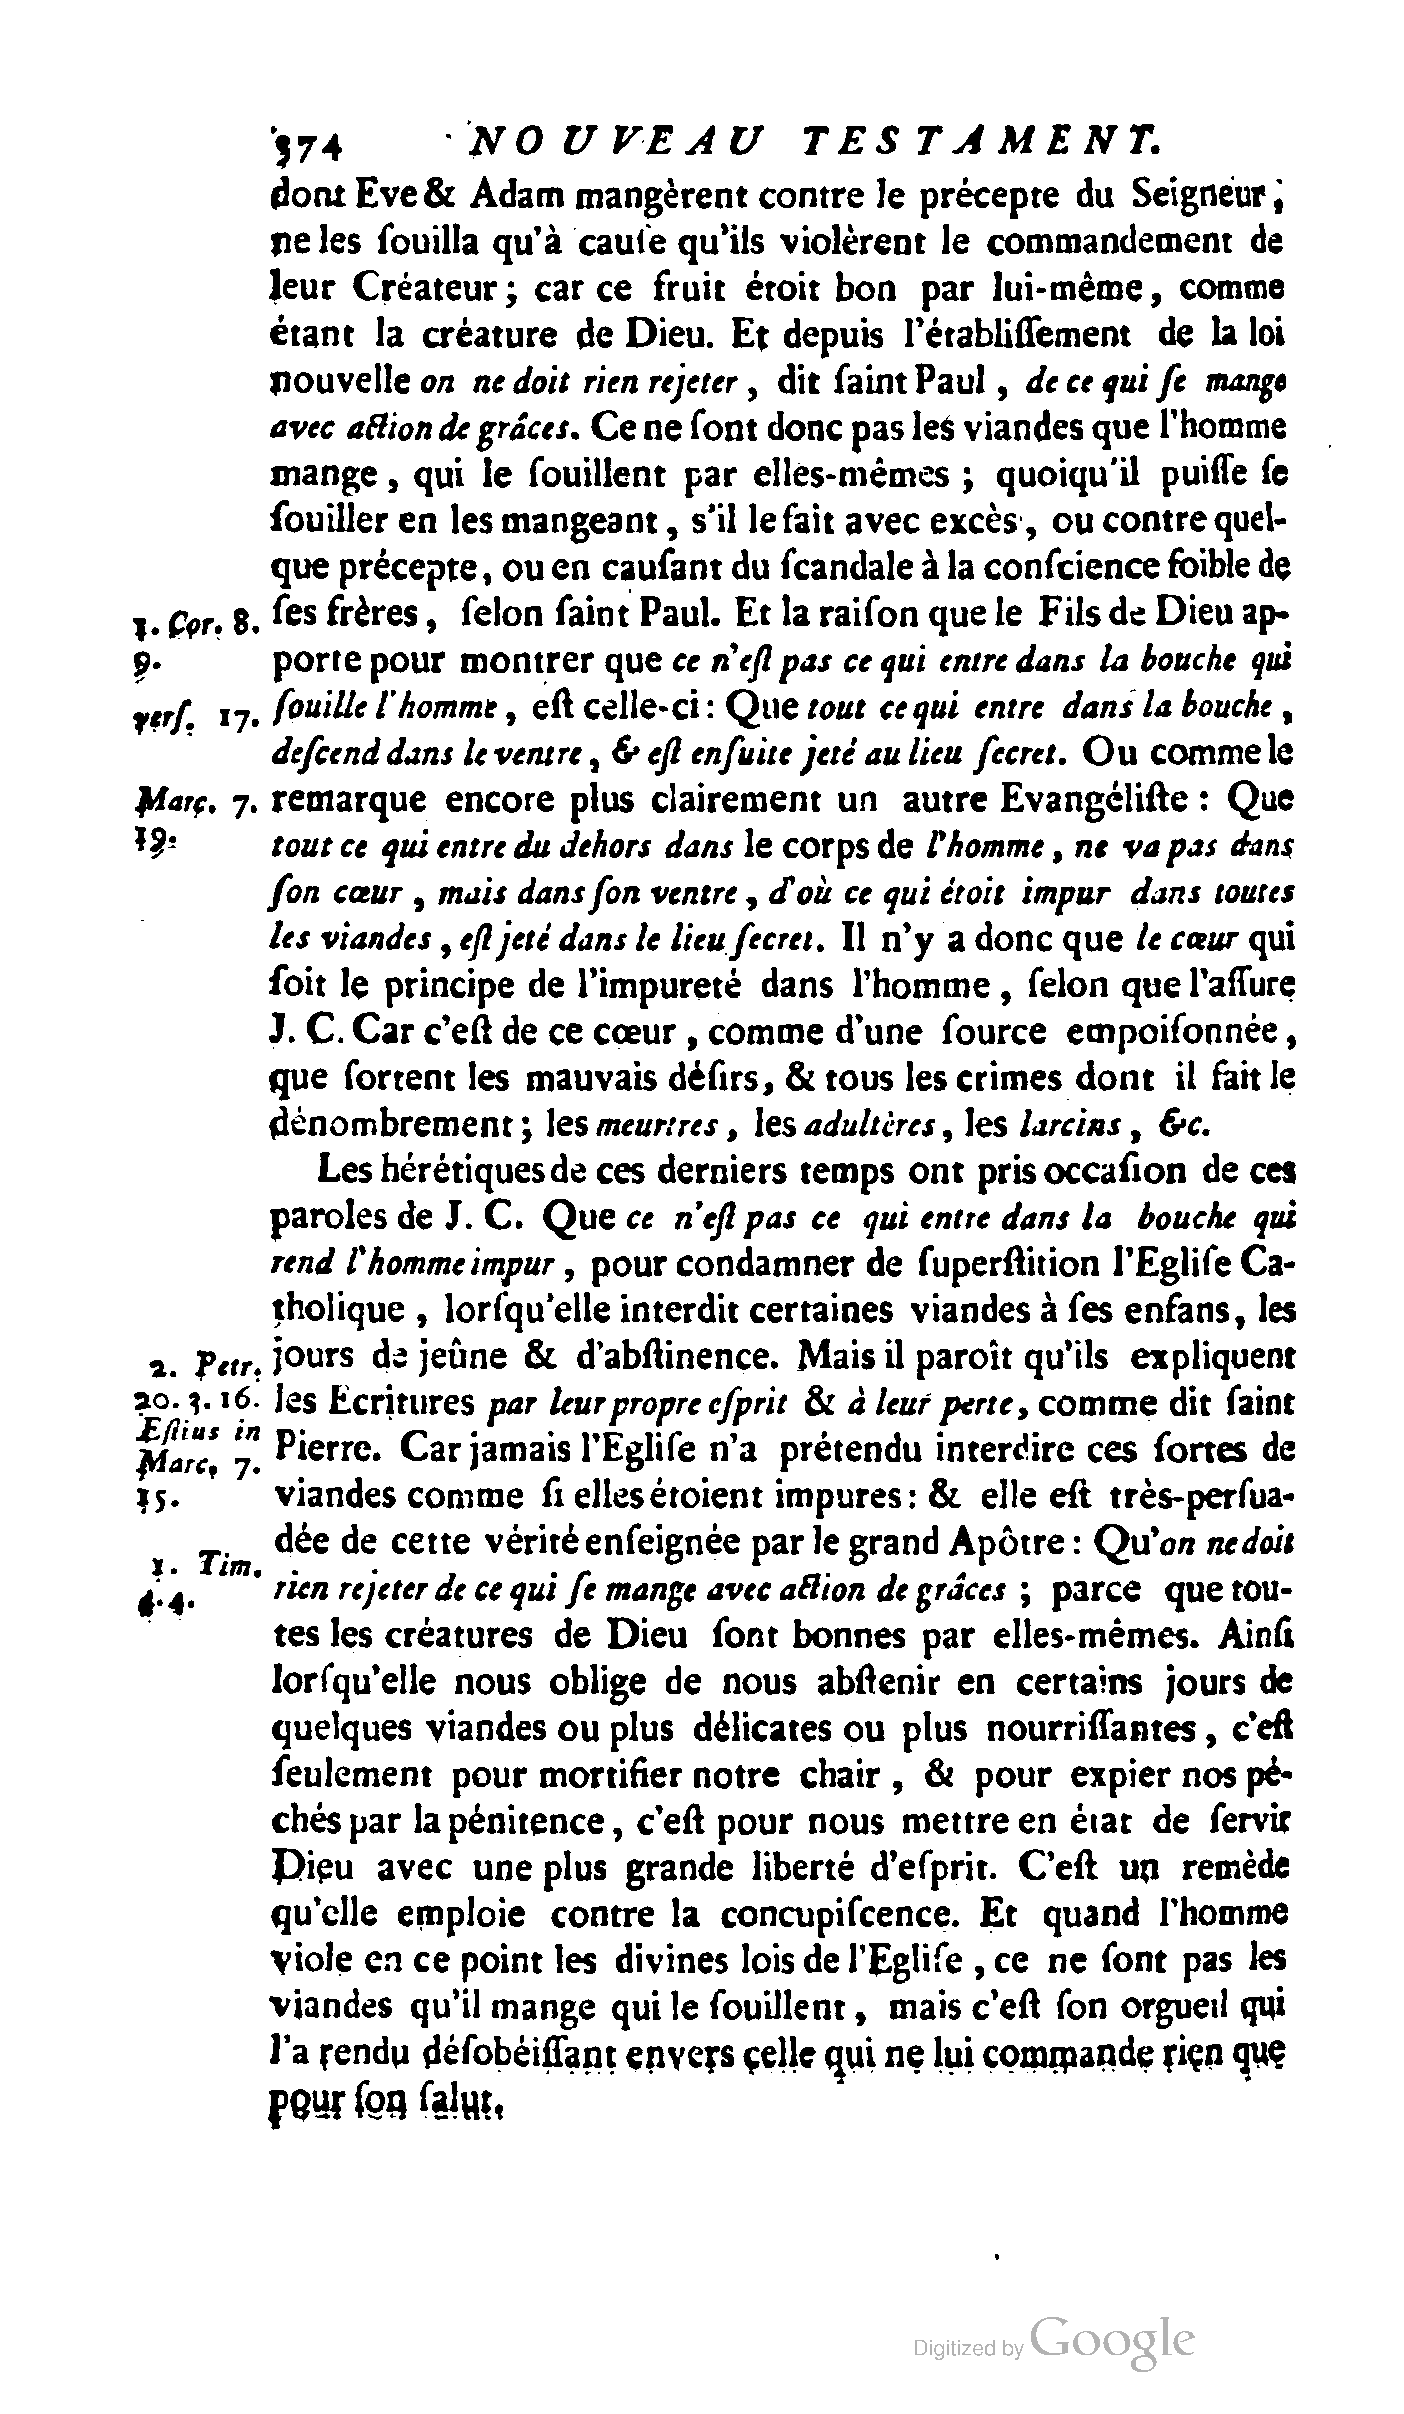 374 NOUVEAU TESTAMENT.
dont Eve & Adam mangèrent contre le précepte du Seigneur,
ne les ſouilla qu'à cauſe qu'ils violèrent le commandement de
leur Créateur ; car ce fruit étoit bon par lui-même, comme
étant la créature de Dieu. Et depuis l'établiſſement de la loi
nouvelle on ne doit rien rejeter, dit ſaint Paul, de ce qui ſe mange
avec action de grâces. Ce ne ſont donc pas les viandes que l'homme
mange, qui le ſouillent par elles-mêmes ; quoiqu'il puiſſe ſe
ſouiller en les mangeant, s'il le fait avec excès, ou contre quel-
que précepte, ou en cauſant du ſcandale à la conſcience foible de
1. Cor. 8. ſes frères, ſelon ſaint Paul. Et la raiſon que le Fils de Dieu ap-
9. porte pour montrer que ce n'eſt pas ce qui entre dans la bouche qui
verſ. 17. ſouille l'homme, eſt celle-ci : Que tout ce qui entre dans la bouche,
deſcend dans le ventre, & eſt enſuite jeté au lieu ſecret. Ou comme le
Marc. 7. remarque encore plus clairement un autre Evangéliſte : Que
19. tout ce qui entre du dehors dans le corps de l'homme, ne va pas dans
ſon cœur, mais dans ſon ventre, d'où ce qui étoit impur dans toutes
les viandes, eſt jeté dans le lieu ſecret. Il n'y a donc que le cœur qui
ſoit le principe de l'impureté dans l'homme, ſelon que l'aſſure
J. C. Car c'eſt de ce cœur, comme d'une ſource empoiſonnée,
que ſortent les mauvais déſirs, & tous les crimes dont il fait le
dénombrement ; les meurtres, les adultères, les larcins, &c.
Les hérétiques de ces derniers temps ont pris occaſion de ces
paroles de J. C. Que ce n'eſt pas ce qui entre dans la bouche qui
rend l'homme impur, pour condamner de ſuperſtition l'Egliſe Ca-
tholique, lorſqu'elle interdit certaines viandes à ſes enfans, les
2. Petr. jours de jeûne & d'abſtinence. Mais il paroît qu'ils expliquent
20. 3. 16. les Ecritures par leur propre eſprit & à leur perte, comme dit ſaint
Eſtius in
Marc. 7. Pierre. Car jamais l'Egliſe n'a prétendu interdire ces ſortes de
15. viandes comme ſi elles étoient impures : & elle eſt très-perſua-
dée de cette vérité enſeignée par le grand Apôtre : Qu'on ne doit
1. Tim.
4. 4. rien rejeter de ce qui ſe mange avec action de grâces ; parce que tou-
tes les créatures de Dieu ſont bonnes par elles-mêmes. Ainſi
lorſqu'elle nous oblige de nous abſtenir en certains jours de
quelques viandes ou plus délicates ou plus nourriſſantes, c'eſt
ſeulement pour mortifier notre chair, & pour expier nos pé-
chés par la pénitence, c'eſt pour nous mettre en état de ſervir
Dieu avec une plus grande liberté d'eſprit. C'eſt un remède
qu'elle emploie contre la concupiſcence. Et quand l'homme
viole en ce point les divines lois de l'Egliſe, ce ne ſont pas les
viandes qu'il mange qui le ſouillent, mais c'eſt ſon orgueil qui
l'a rendu déſobéiſſant envers celle qui ne lui commande rien que
pour ſon ſalut.
Digitized by Google